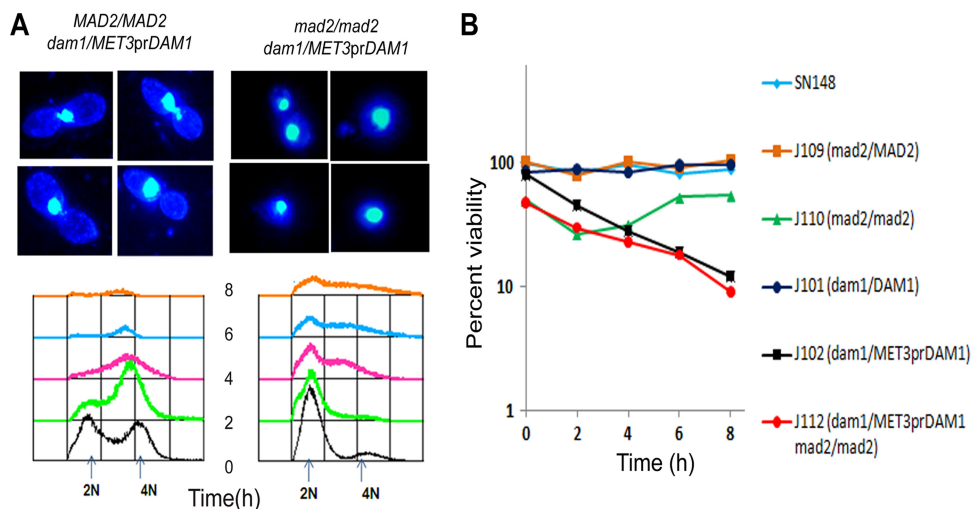 A
MAD2/MAD2
dam1/MET3prDAM1
mad2/mad2
dam1/MET3prDAM1
8
6
4
2
0
2N
4N
Time(h)
2N
4N
B
Percent viability
100
10
1
0
2
4
6
8
Time (h)
SN148
J109 (mad2/MAD2)
J110 (mad2/mad2)
J101 (dam1/DAM1)
J102 (dam1/MET3prDAM1)
J112 (dam1/MET3prDAM1
mad2/mad2)